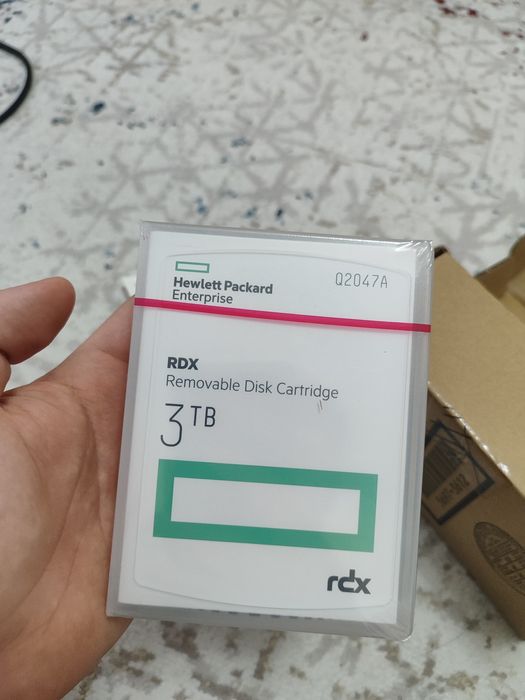 Hewlett Packard
Enterprise
Q2047A
RDX
Removable Disk Cartridge
3TB
rdx